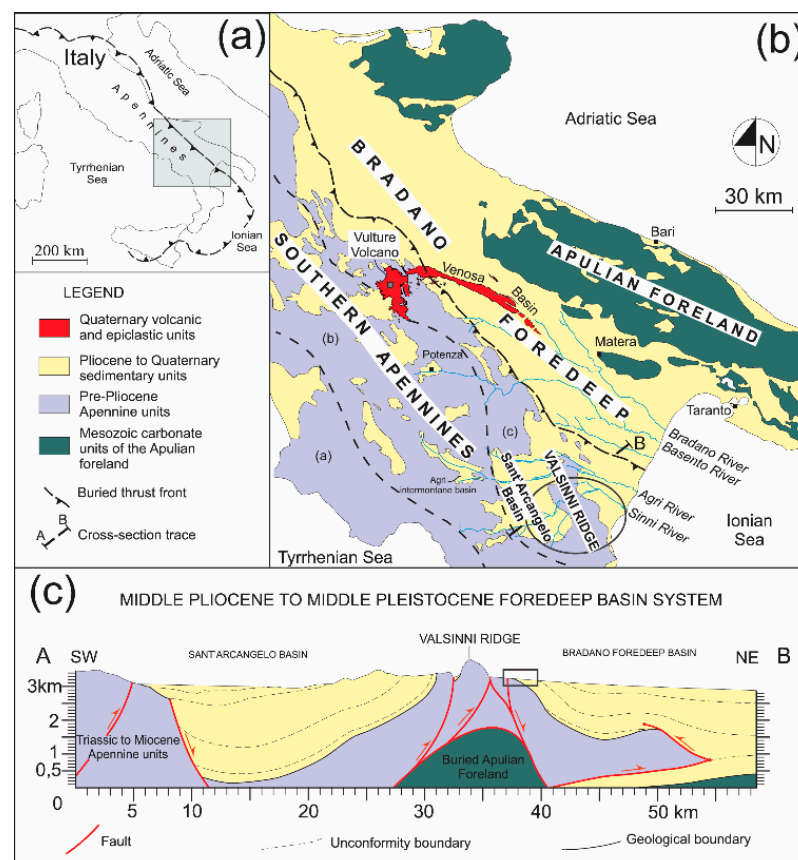 (a)
Italy
Adriatic Sea
Apennines
Tyrrhenian
Sea
Ionian
Sea
200 km
LEGEND
Quaternary volcanic
and epiclastic units
Pliocene to Quaternary
sedimentary units
Pre-Pliocene
Apennine units
Mesozoic carbonate
units of the Apulian
foreland
Buried thrust front
B
A
Cross-section trace
(b)
Adriatic Sea
N
30 km
BRADANO
FOREDEEP
Bari
APULIAN FORELAND
Vulture
Volcano
Venosa
Basin
SOUTHERN APENNINES
Matera
(b)
Potenza
Taranto
(c)
B
(a)
Agri
intermontane basin
Sant'Arcangelo
Basin
VALSINNI RIDGE
Bradano River
Basento River
Agri River
Sinni River
Ionian
Sea
Tyrrhenian Sea
(c)
MIDDLE PLIOCENE TO MIDDLE PLEISTOCENE FOREDEEP BASIN SYSTEM
VALSINNI RIDGE
A SW SANT'ARCANGELO BASIN BRADANO FOREDEEP BASIN NE B
3km
2
1
0,5
0
Triassic to Miocene
Apennine units
Buried Apulian
Foreland
5 10 20 30 40 50 km
Fault Unconformity boundary Geological boundary